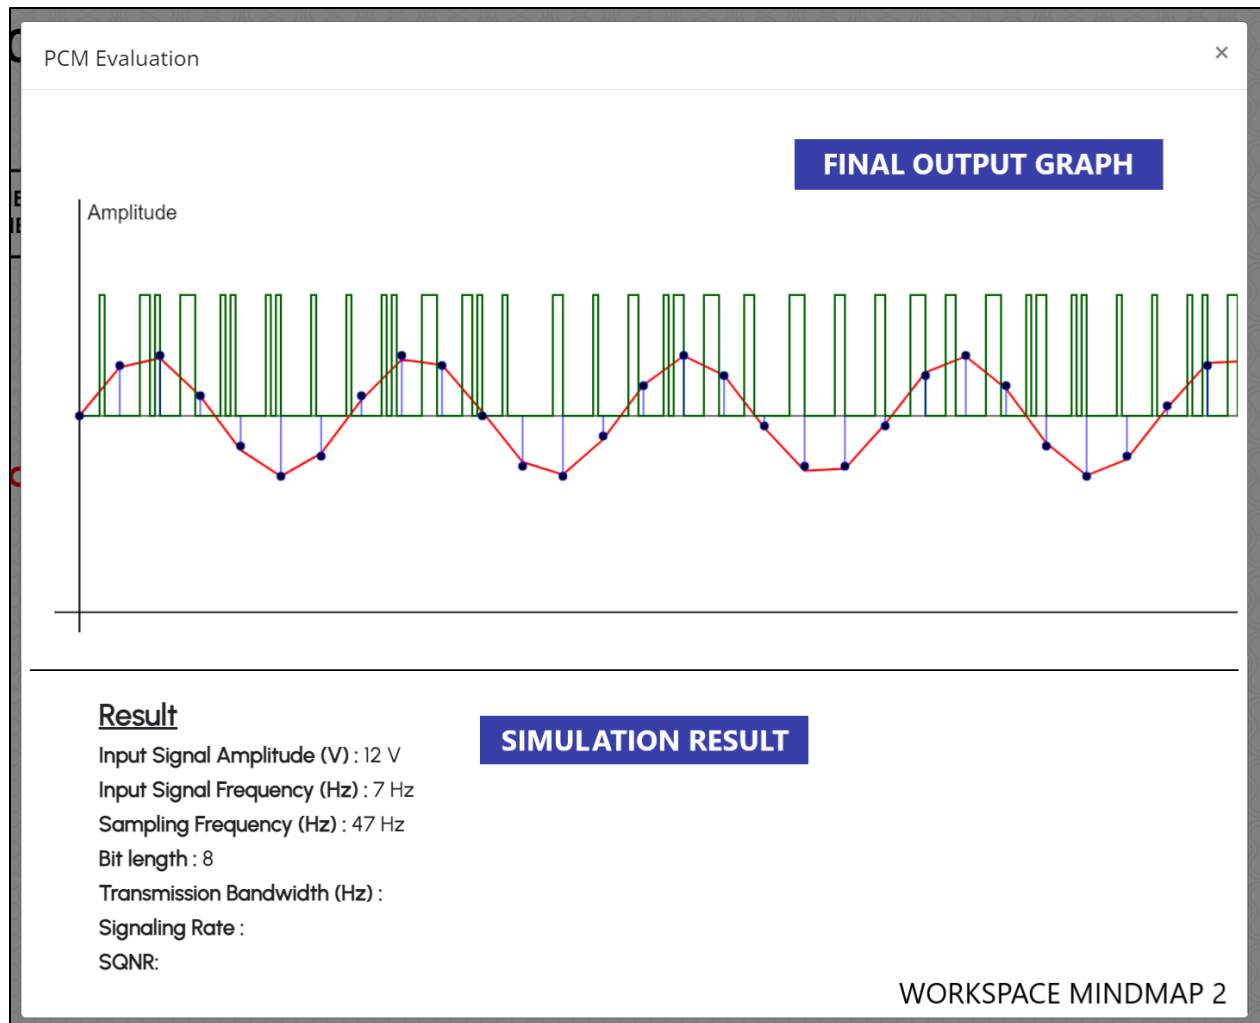 PCM Evaluation
×
FINAL OUTPUT GRAPH
Amplitude
Result
SIMULATION RESULT
Input Signal Amplitude (V) : 12 V
Input Signal Frequency (Hz) : 7 Hz
Sampling Frequency (Hz) : 47 Hz
Bit length : 8
Transmission Bandwidth (Hz) :
Signaling Rate :
SQNR:
WORKSPACE MINDMAP 2